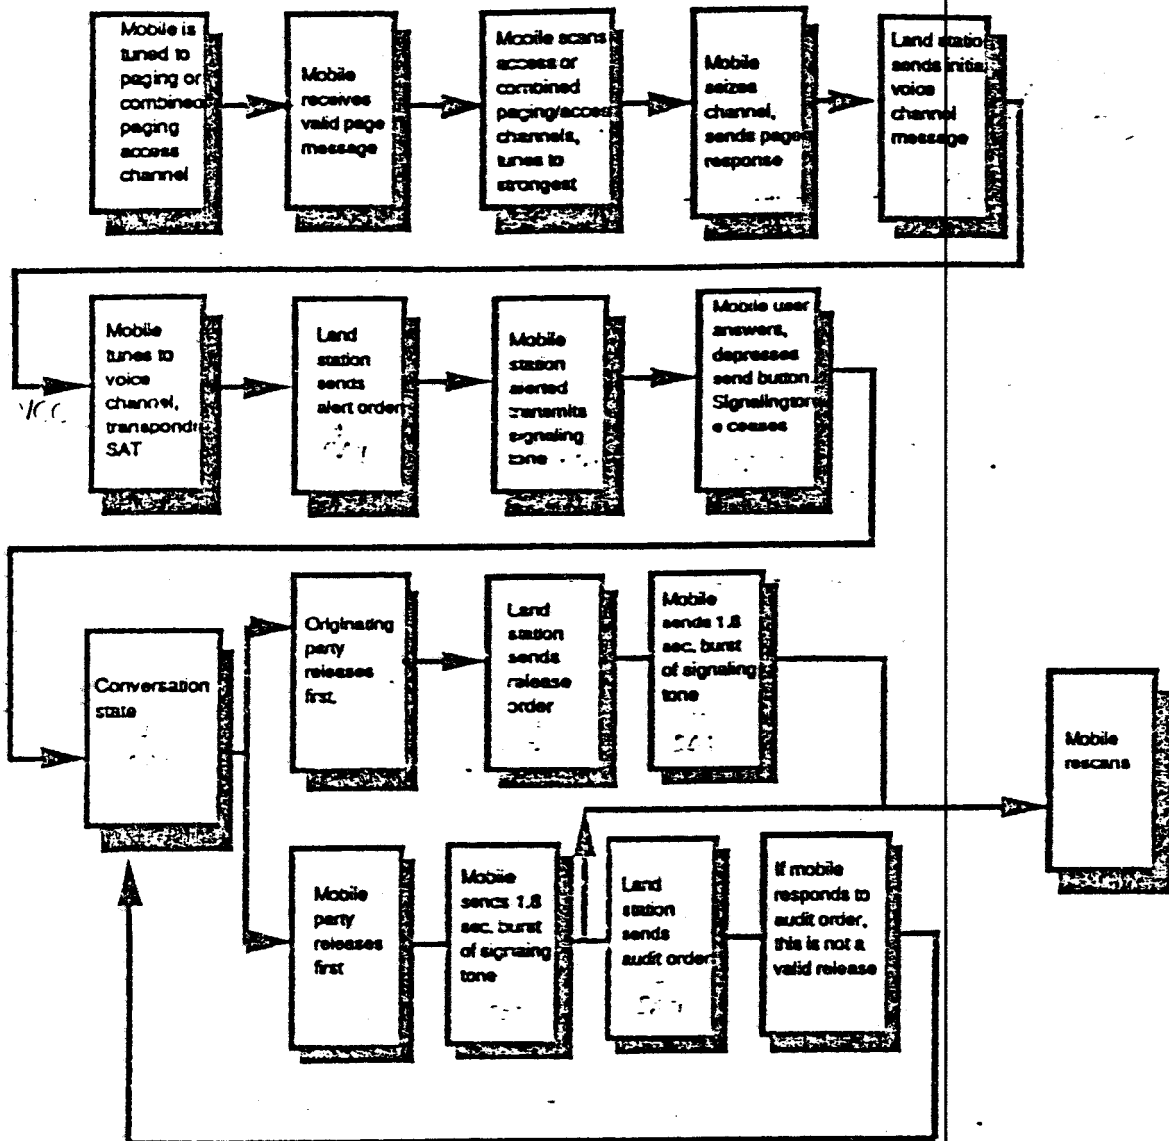 Mobile is
tuned to
paging or
combined
paging
access
channel
Mobile
receives
valid page
message
Mobile scans
access or
combined
paging/access
channels,
tunes to
strongest
Mobile
seizes
channel,
sends page
response
Land station
sends initial
voice
channel
message
Mobile
tunes to
voice
channel,
transponds
SAT
Land
station
sends
alert order
Mobile
station
alerted
transmits
signaling
tone
Mobile user
answers,
depresses
send button.
Signalington
e ceases
Conversation
state
Originating
party
releases
first.
Land
station
sends
release
order
Mobile
sends 1.8
sec. burst
of signaling
tone
Mobile
rescans
Mobile
party
releases
first
Mobile
sends 1.8
sec. burst
of signaling
tone
Land
station
sends
audit order
If mobile
responds to
audit order,
this is not a
valid release